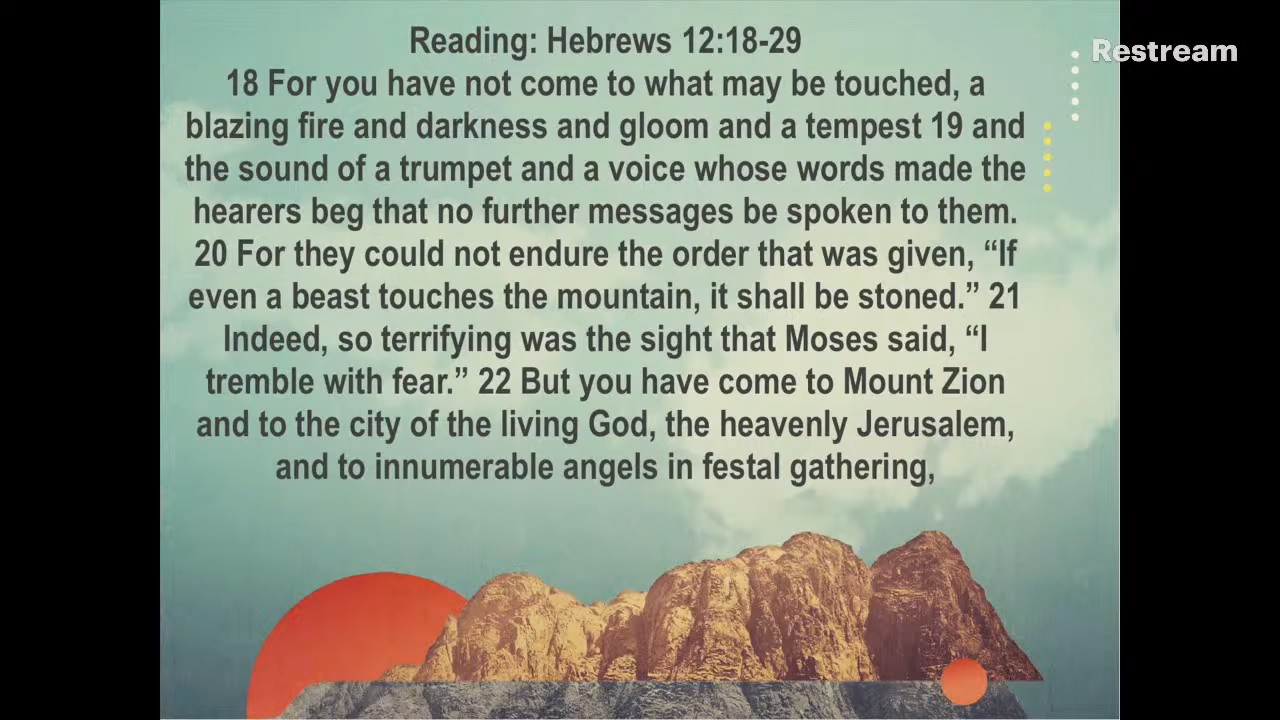 Reading: Hebrews 12:18-29
18 For you have not come to what may be touched, a
blazing fire and darkness and gloom and a tempest 19 and
the sound of a trumpet and a voice whose words made the
hearers beg that no further messages be spoken to them.
20 For they could not endure the order that was given, “If
even a beast touches the mountain, it shall be stoned.” 21
Indeed, so terrifying was the sight that Moses said, “I
tremble with fear.” 22 But you have come to Mount Zion
and to the city of the living God, the heavenly Jerusalem,
and to innumerable angels in festal gathering,
Restream